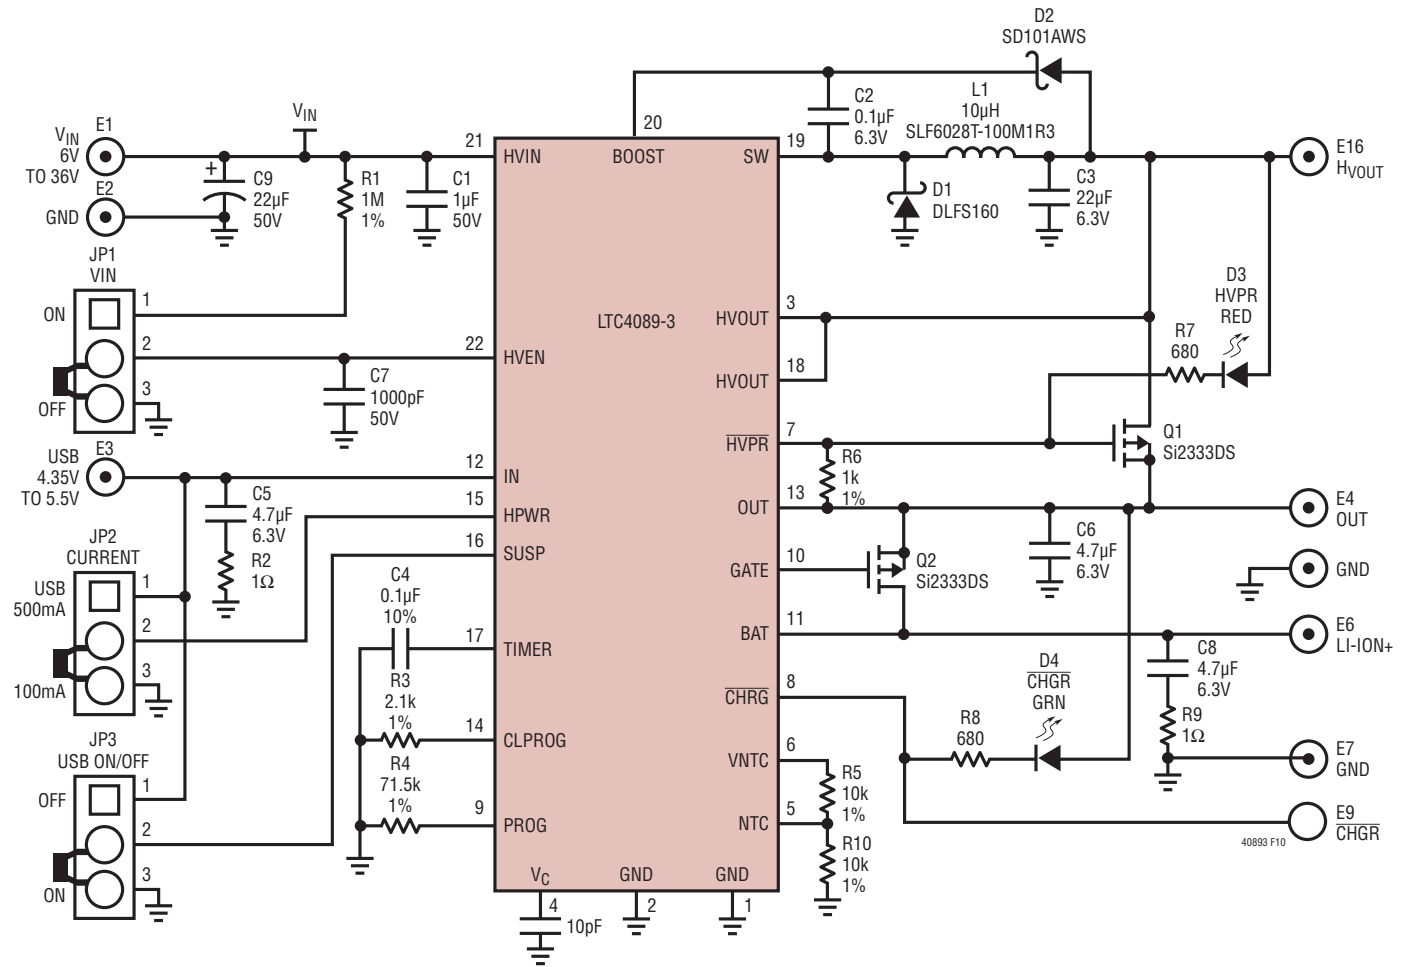 D2
SD101AWS
L1
10µH
SLF6028T-100M1R3
C2
0.1µF
6.3V
VIN
E1
VIN
6V
TO 36V
E2
GND
C9
22µF
50V
+
R1
1M
1%
C1
1µF
50V
21
HVIN
20
BOOST
SW
19
D1
DLFS160
C3
22µF
6.3V
E16
HVOUT
JP1
VIN
ON
1
2
3
OFF
22
HVEN
C7
1000pF
50V
LTC4089-3
HVOUT
3
HVOUT
18
D3
HVPR
RED
R7
680
HVPR
7
R6
1k
1%
Q1
Si2333DS
USB
4.35V
TO 5.5V
E3
12
IN
C5
4.7µF
6.3V
R2
1Ω
15
HPWR
16
SUSP
OUT
13
E4
OUT
GATE
10
Q2
Si2333DS
C6
4.7µF
6.3V
GND
JP2
CURRENT
USB
500mA
1
2
3
100mA
C4
0.1µF
10%
17
TIMER
BAT
11
E6
LI-ION+
R3
2.1k
1%
14
CLPROG
CHRG
8
D4
CHGR
GRN
R8
680
C8
4.7µF
6.3V
R9
1Ω
E7
GND
JP3
USB ON/OFF
OFF
1
2
3
ON
R4
71.5k
1%
9
PROG
VNTC
6
R5
10k
1%
NTC
5
R10
10k
1%
E9
CHGR
40893 F10
VC
4
10pF
GND
2
GND
1